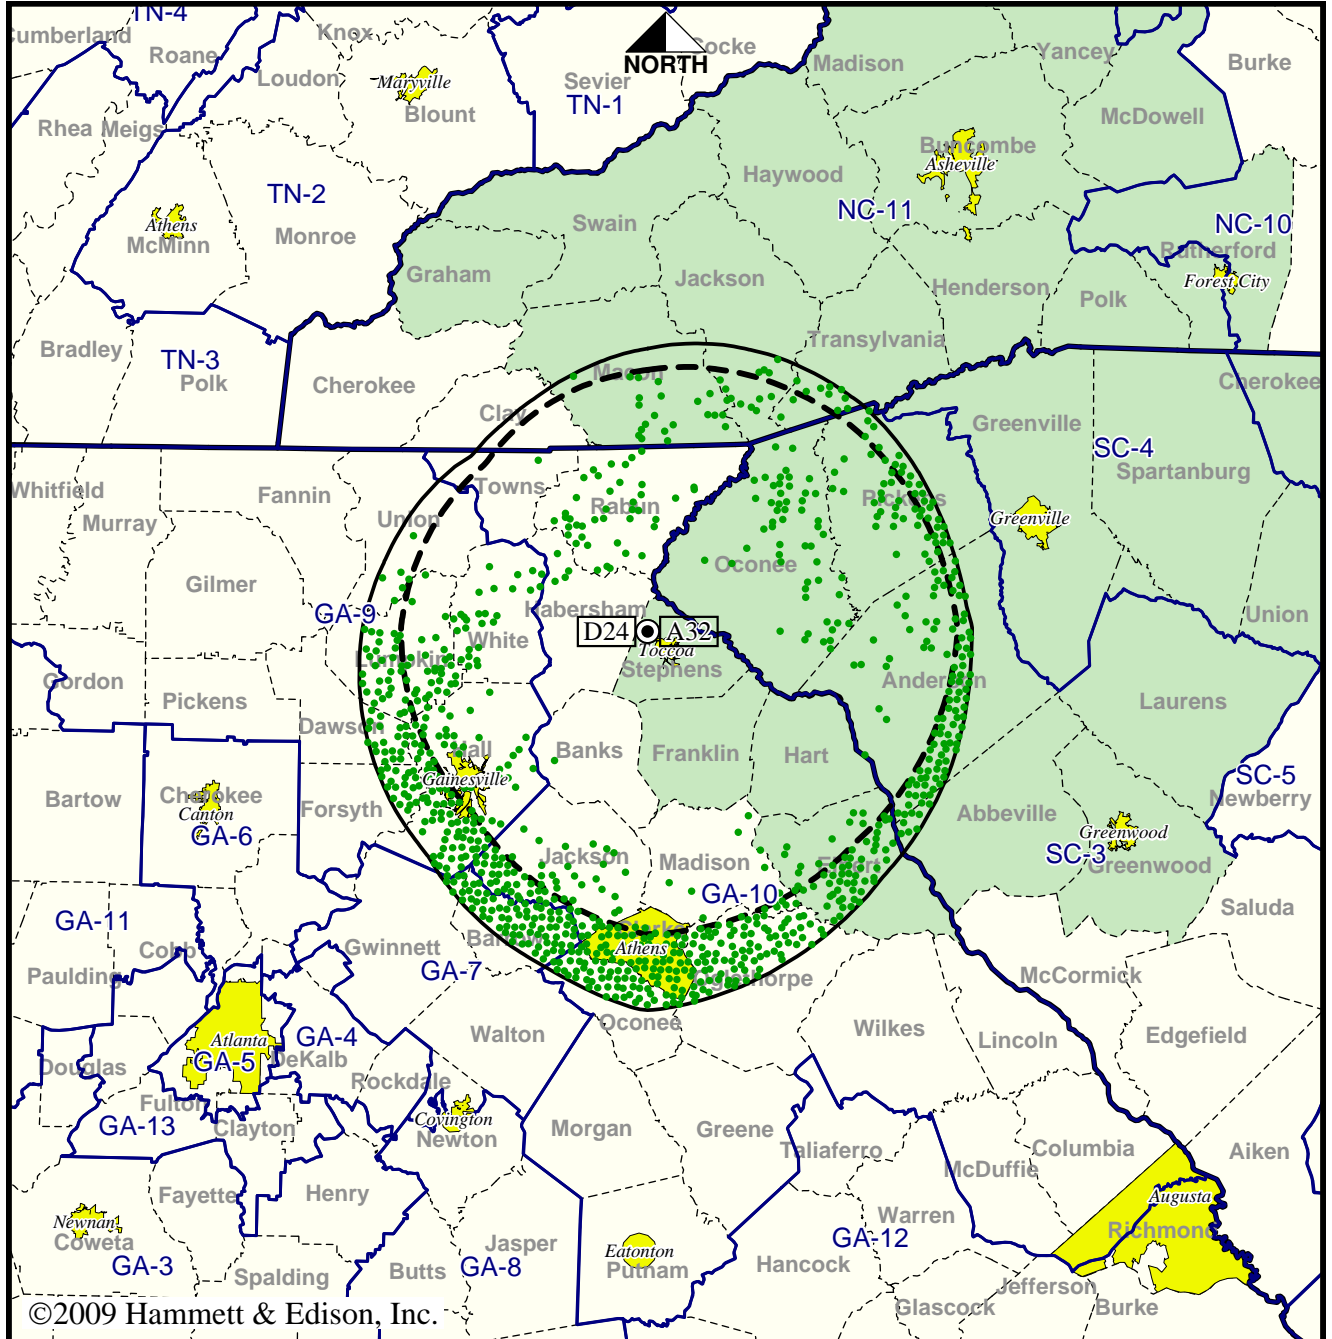 TN-4
Cumberland
Roane
Knox
Loudon
Maryville
Blount
Sevier
TN-1
NORTH
Cocke
Madison
Yancey
Burke
Rhea
Meigs
McDowell
Buncombe
Asheville
Haywood
TN-2
NC-11
NC-10
Athens
McMinn
Monroe
Swain
Rutherford
Graham
Jackson
Henderson
Polk
Forest City
Transylvania
Bradley
TN-3
Polk
Cherokee
Macon
Clay
Cherokee
Greenville
SC-4
Spartanburg
Whitfield
Murray
Fannin
Towns
Union
Rabun
Pickens
Greenville
Gilmer
Oconee
GA-9
Habersham
White
Union
D24
A32
Toccoa
Lumpkin
Stephens
Anderson
Gordon
Pickens
Laurens
Dawson
Hall
Banks
Franklin
Hart
Gainesville
Bartow
Cherokee
Canton
Forsyth
GA-6
SC-5
Newberry
Abbeville
Greenwood
SC-3
Greenwood
Jackson
Madison
Elbert
GA-10
Saluda
GA-11
Cobb
Gwinnett
Barrow
Clarke
Athens
GA-7
Paulding
Oglethorpe
McCormick
Oconee
Walton
Wilkes
Lincoln
Edgefield
Atlanta
GA-4
GA-5
DeKalb
Douglas
Rockdale
Fulton
GA-13
Clayton
Covington
Newton
Morgan
Greene
Taliaferro
Columbia
McDuffie
Aiken
Fayette
Henry
Augusta
Newnan
Coweta
Warren
Richmond
GA-12
Jasper
Eatonton
Putnam
Hancock
GA-3
Spalding
Butts
GA-8
Jefferson
Glascock
Burke
©2009 Hammett & Edison, Inc.